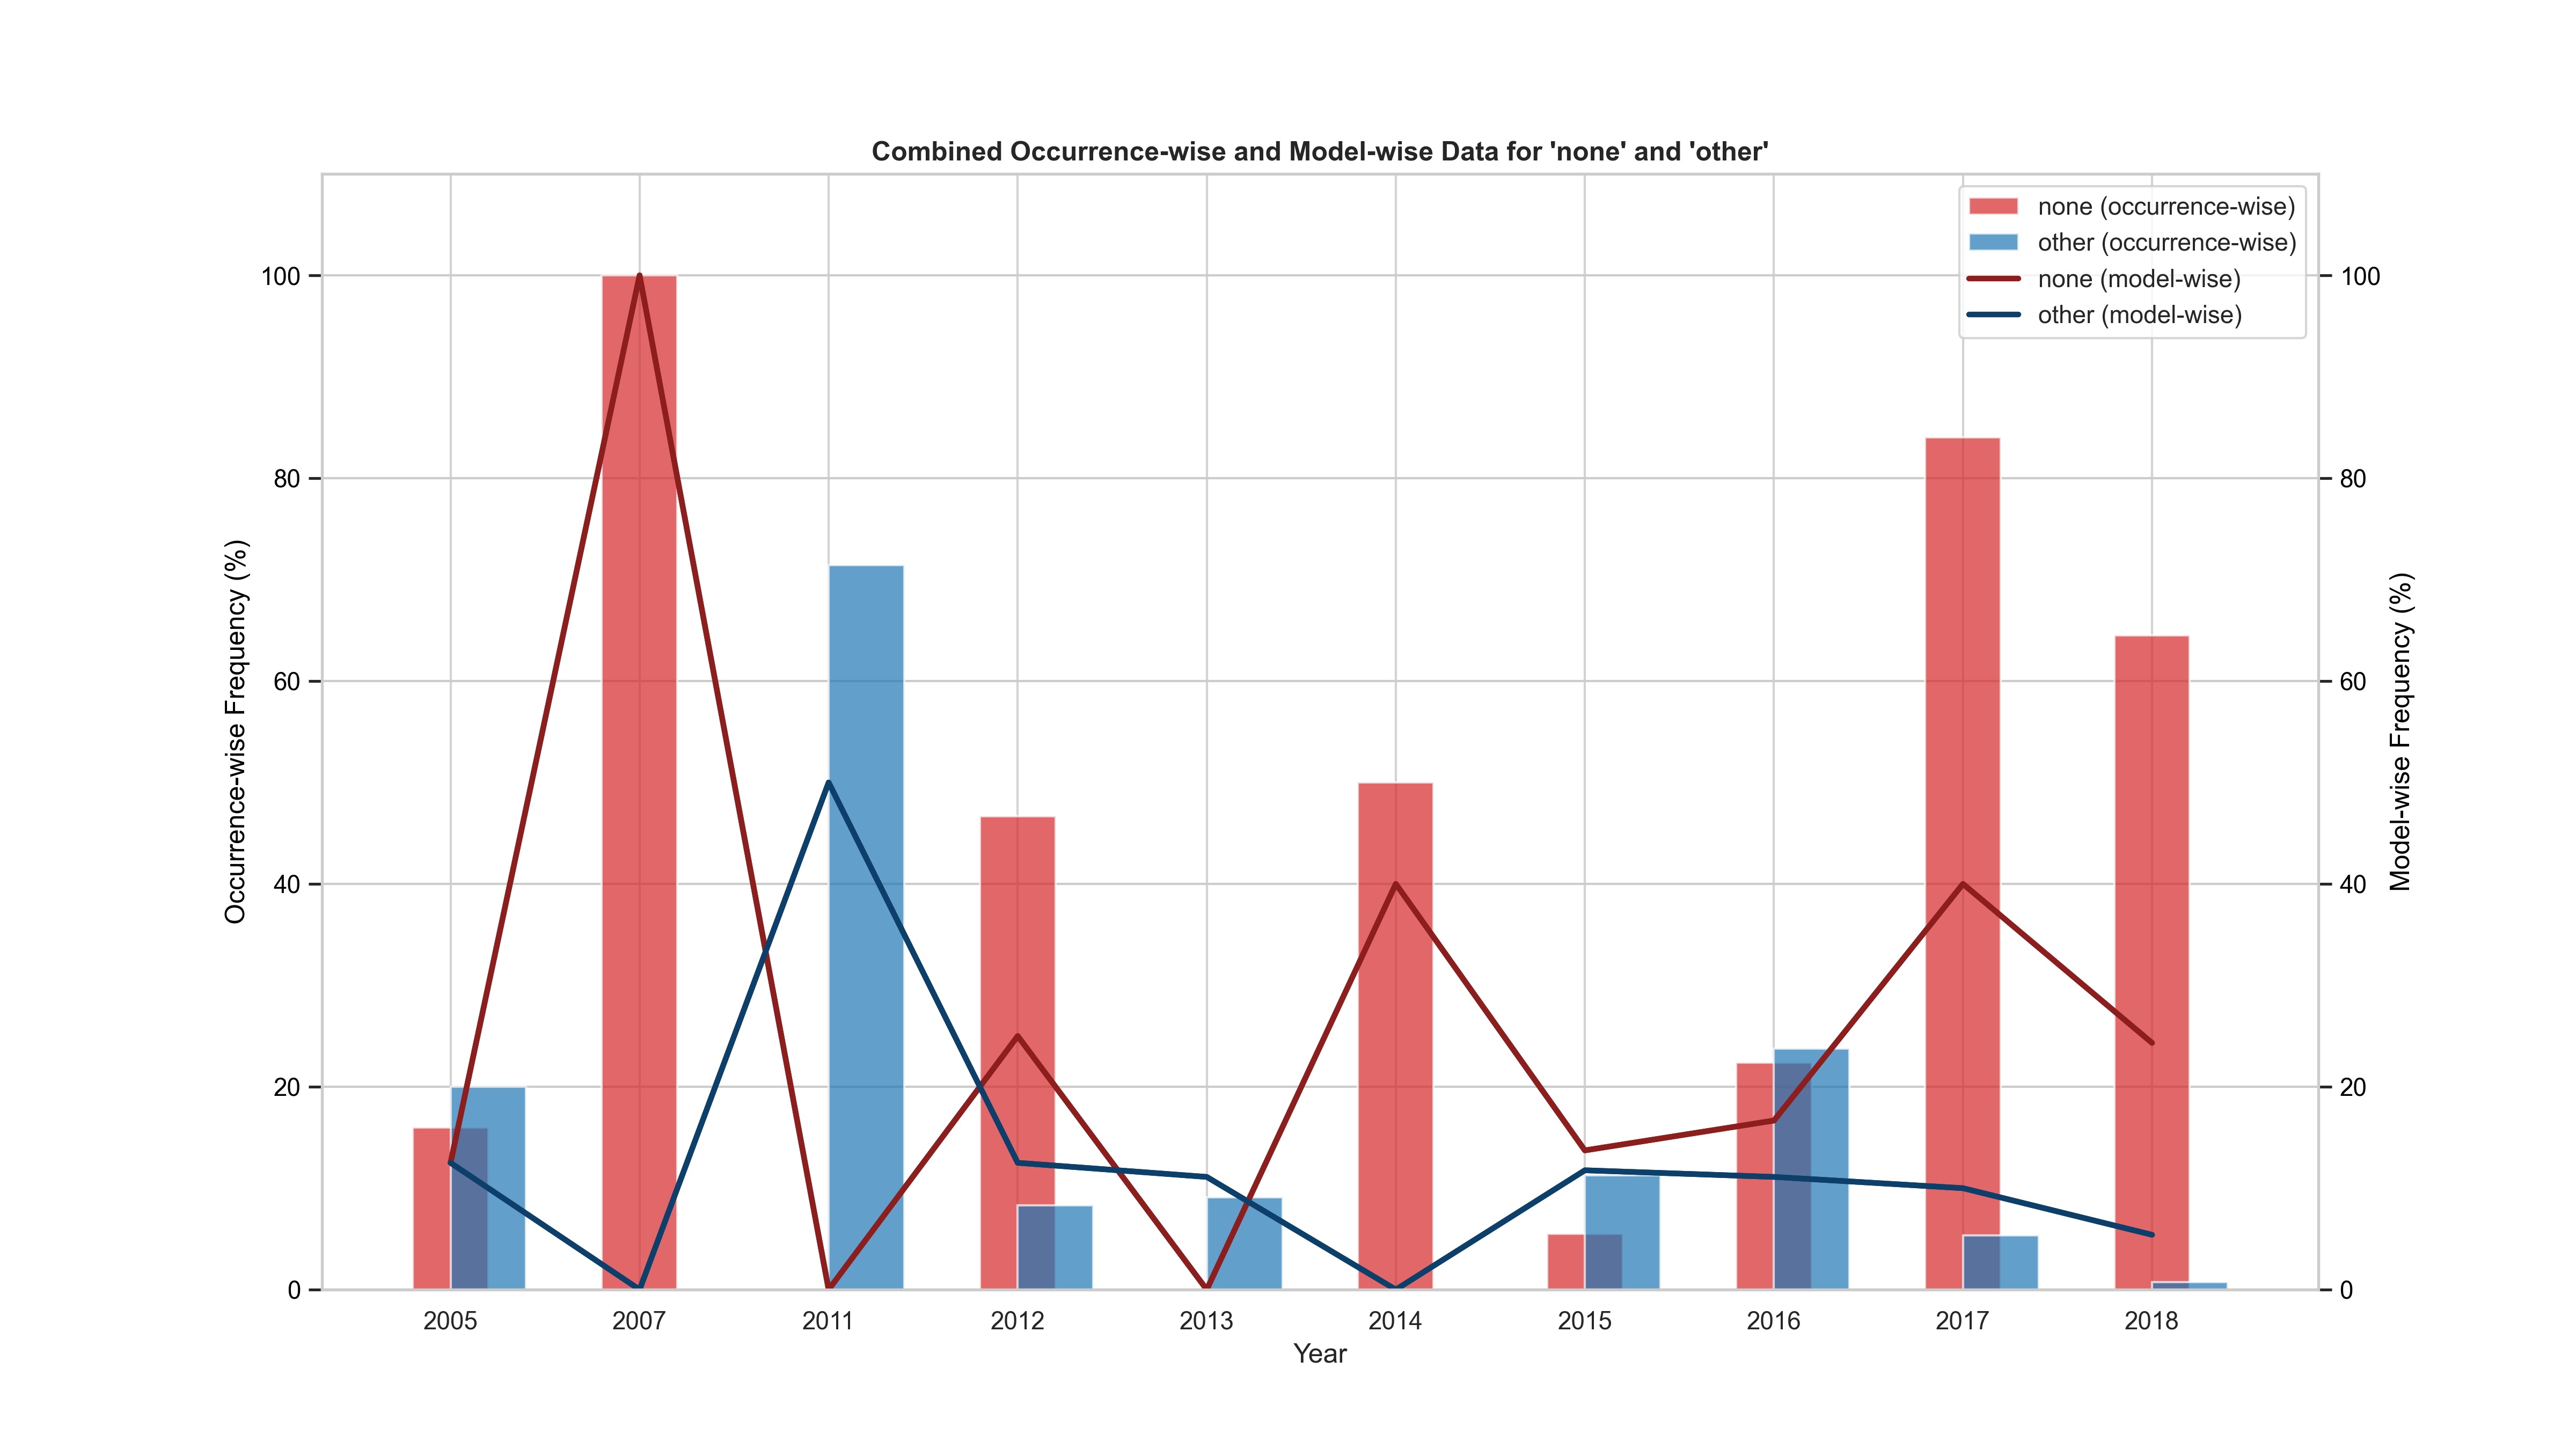 Combined Occurrence-wise and Model-wise Data for 'none' and 'other'
none (occurrence-wise)
other (occurrence-wise)
none (model-wise)
other (model-wise)
Occurrence-wise Frequency (%)
100
80
60
40
20
0
100
80
60
40
20
0
Model-wise Frequency (%)
2005 2007 2011 2012 2013 2014 2015 2016 2017 2018
Year